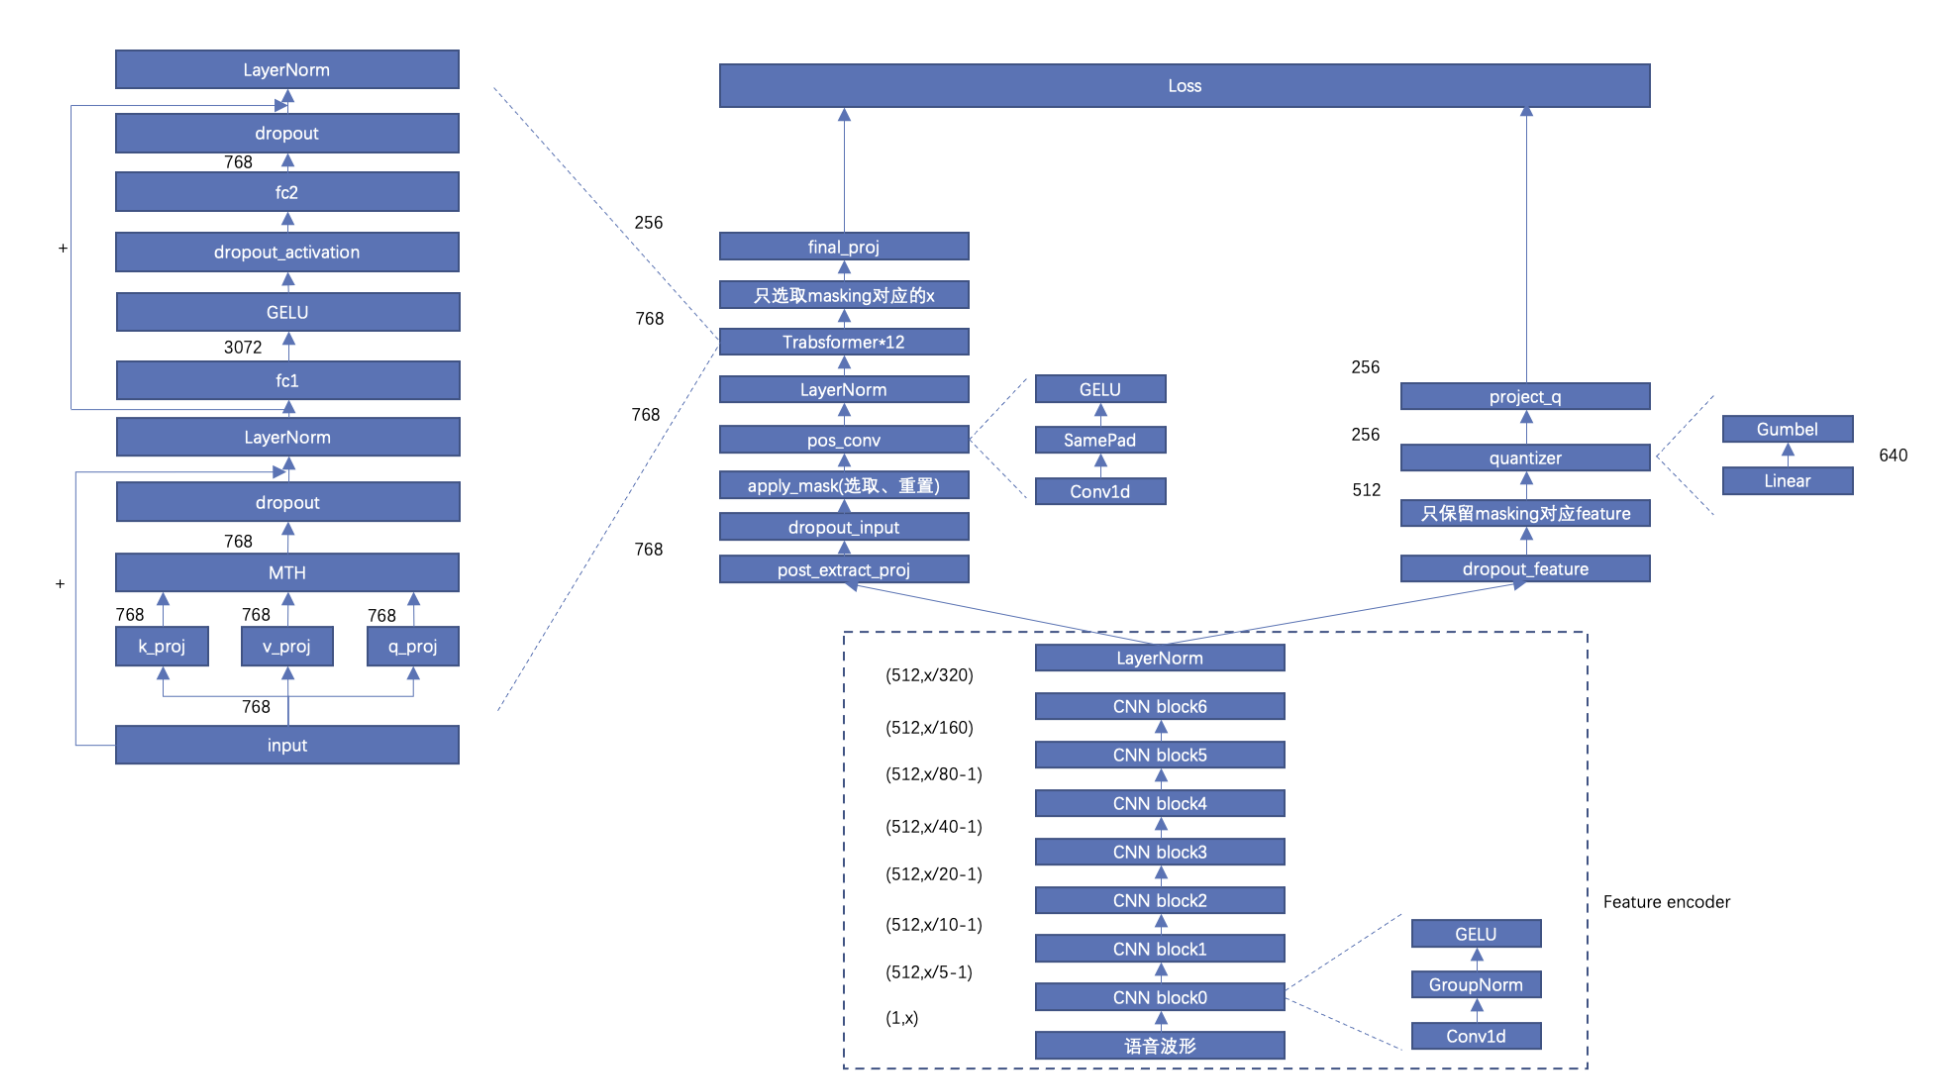 LayerNorm
dropout
768
fc2
dropout_activation
+
GELU
3072
fc1
LayerNorm
dropout
768
MTH
+
768
768
768
k_proj
v_proj
q_proj
768
input
Loss
256
final_proj
只选取masking对应的x
768
Trabsformer*12
LayerNorm
768
pos_conv
apply_mask(选取、重置)
dropout_input
768
post_extract_proj
GELU
SamePad
Conv1d
256
project_q
256
quantizer
512
只保留masking对应feature
dropout_feature
Gumbel
640
Linear
LayerNorm
(512,x/320)
CNN block6
(512,x/160)
CNN block5
(512,x/80-1)
CNN block4
(512,x/40-1)
CNN block3
(512,x/20-1)
CNN block2
(512,x/10-1)
CNN block1
(512,x/5-1)
CNN block0
(1,x)
语音波形
GELU
GroupNorm
Conv1d
Feature encoder